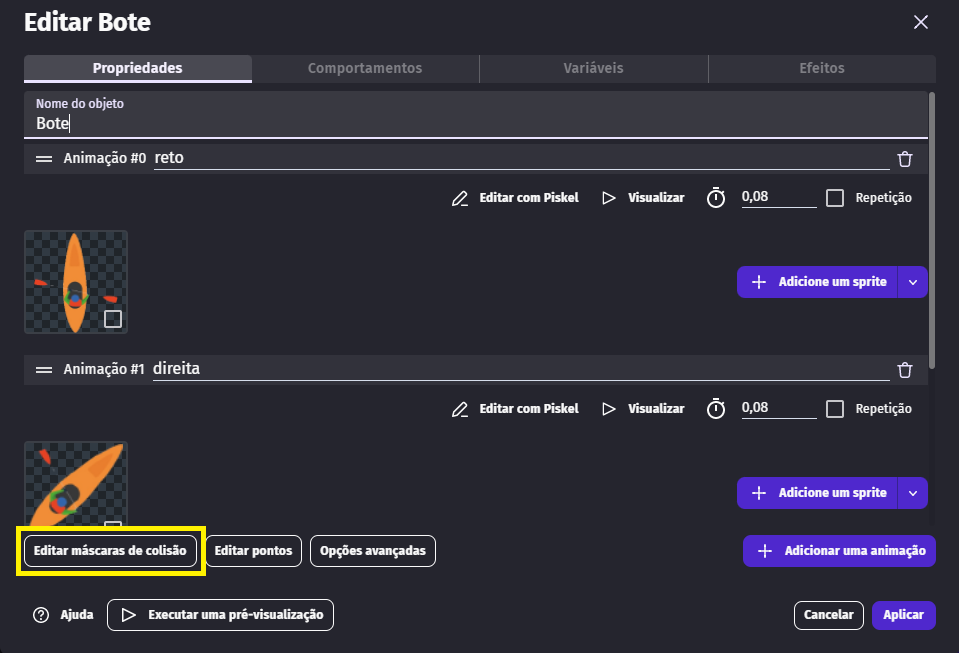 Editar Bote
Propriedades Comportamentos Variáveis Efeitos
Nome do objeto
Bote
Animação #0 reto
Editar com Piskel Visualizar 0,08 Repetição
Adicione um sprite
Animação #1 direita
Editar com Piskel Visualizar 0,08 Repetição
Adicione um sprite
Editar máscaras de colisão Editar pontos Opções avançadas Adicionar uma animação
Ajuda Executar uma pré-visualização Cancelar Aplicar